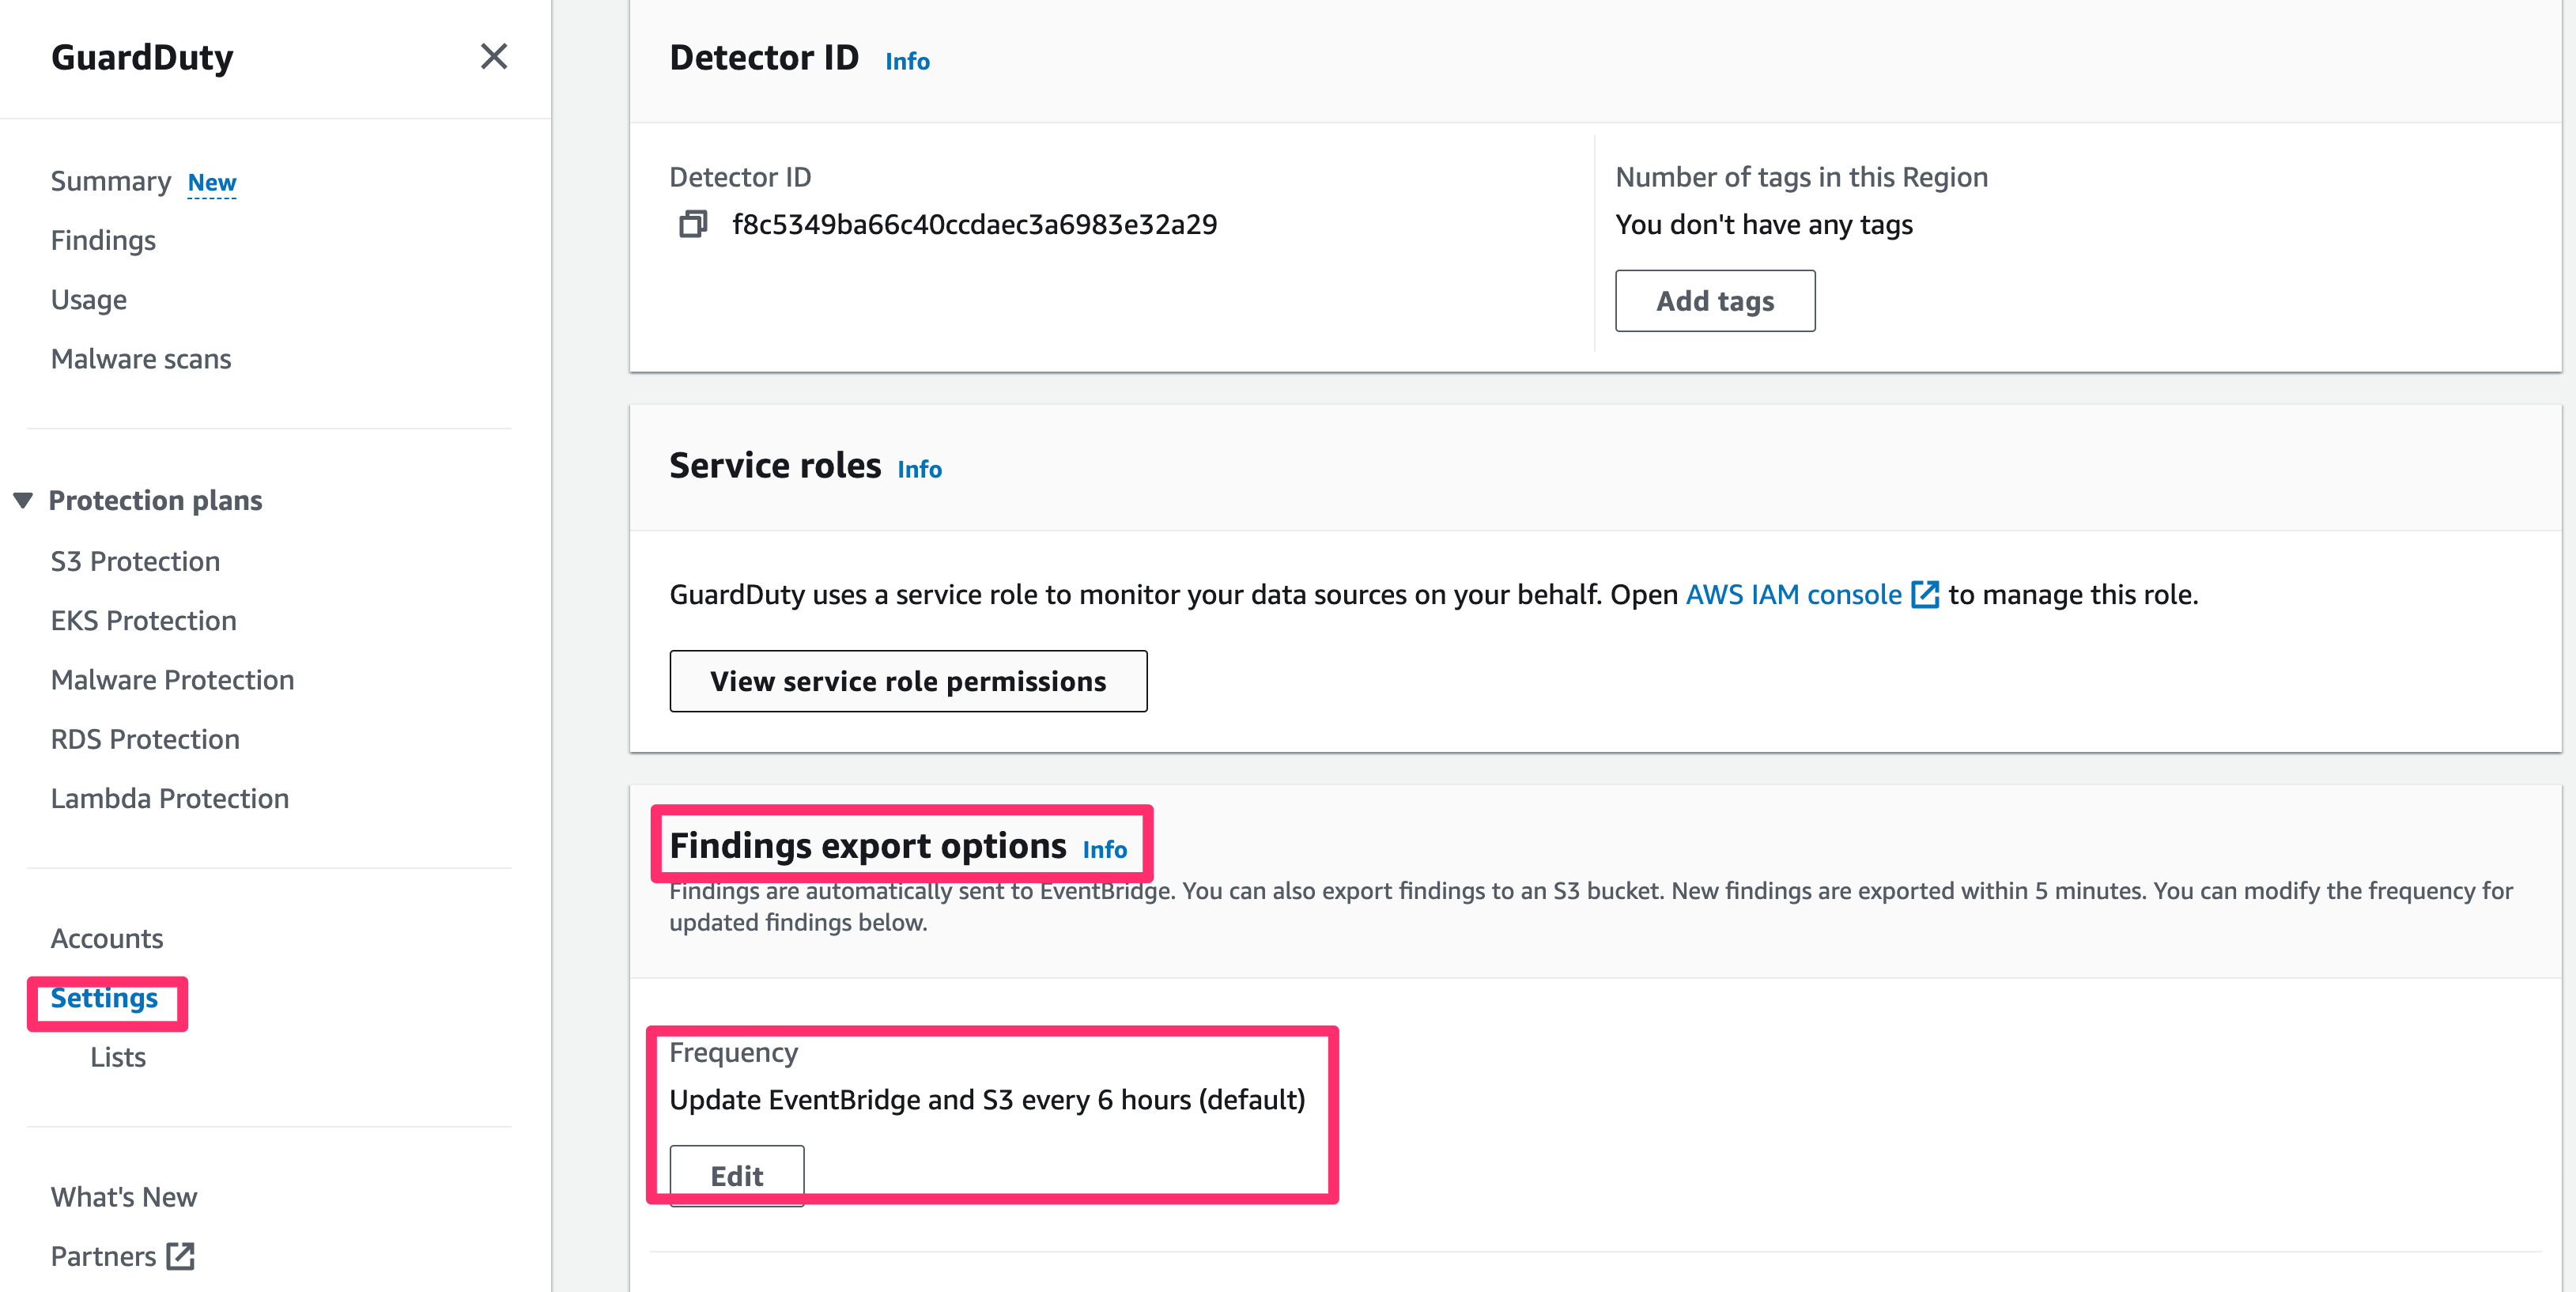 GuardDuty
Summary New
Findings
Usage
Malware scans
Protection plans
S3 Protection
EKS Protection
Malware Protection
RDS Protection
Lambda Protection
Accounts
Settings
Lists
What's New
Partners
Detector ID Info
Detector ID
f8c5349ba66c40ccdaec3a6983e32a29
Number of tags in this Region
You don't have any tags
Add tags
Service roles Info
GuardDuty uses a service role to monitor your data sources on your behalf. Open AWS IAM console to manage this role.
View service role permissions
Findings export options Info
Findings are automatically sent to EventBridge. You can also export findings to an S3 bucket. New findings are exported within 5 minutes. You can modify the frequency for
updated findings below.
Frequency
Update EventBridge and S3 every 6 hours (default)
Edit